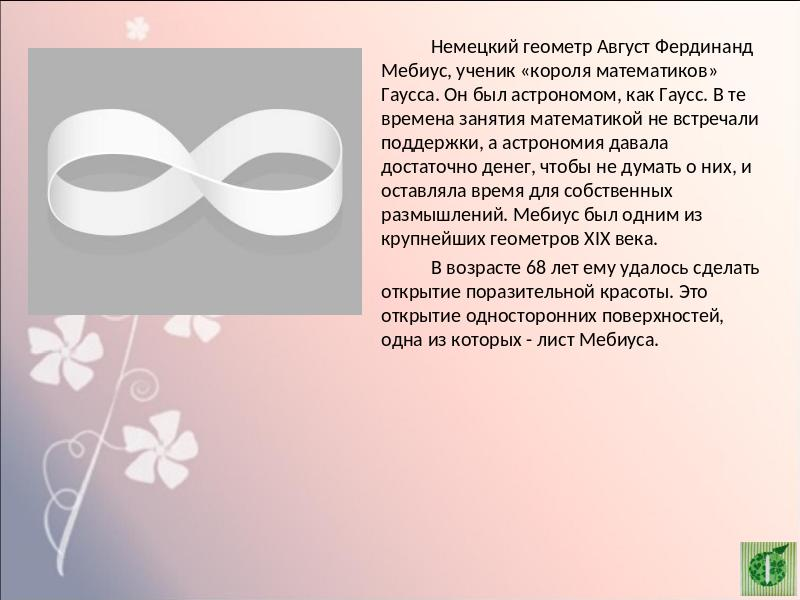 Немецкий геометр Август Фердинанд
Мебиус, ученик «короля математиков»
Гаусса. Он был астрономом, как Гаусс. В те
времена занятия математикой не встречали
поддержки, а астрономия давала
достаточно денег, чтобы не думать о них, и
оставляла время для собственных
размышлений. Мебиус был одним из
крупнейших геометров XIX века.
В возрасте 68 лет ему удалось сделать
открытие поразительной красоты. Это
открытие односторонних поверхностей,
одна из которых - лист Мебиуса.